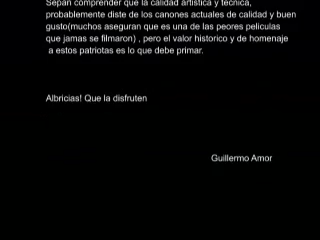 Sepan comprender que la calidad artistica y tecnica,
probablemente diste de los canones actuales de calidad y buen
gusto(muchos aseguran que es una de las peores peliculas
que jamas se filmaron) , pero el valor historico y de homenaje
a estos patriotas es lo que debe primar.
Albricias! Que la disfruten
Guillermo Amor